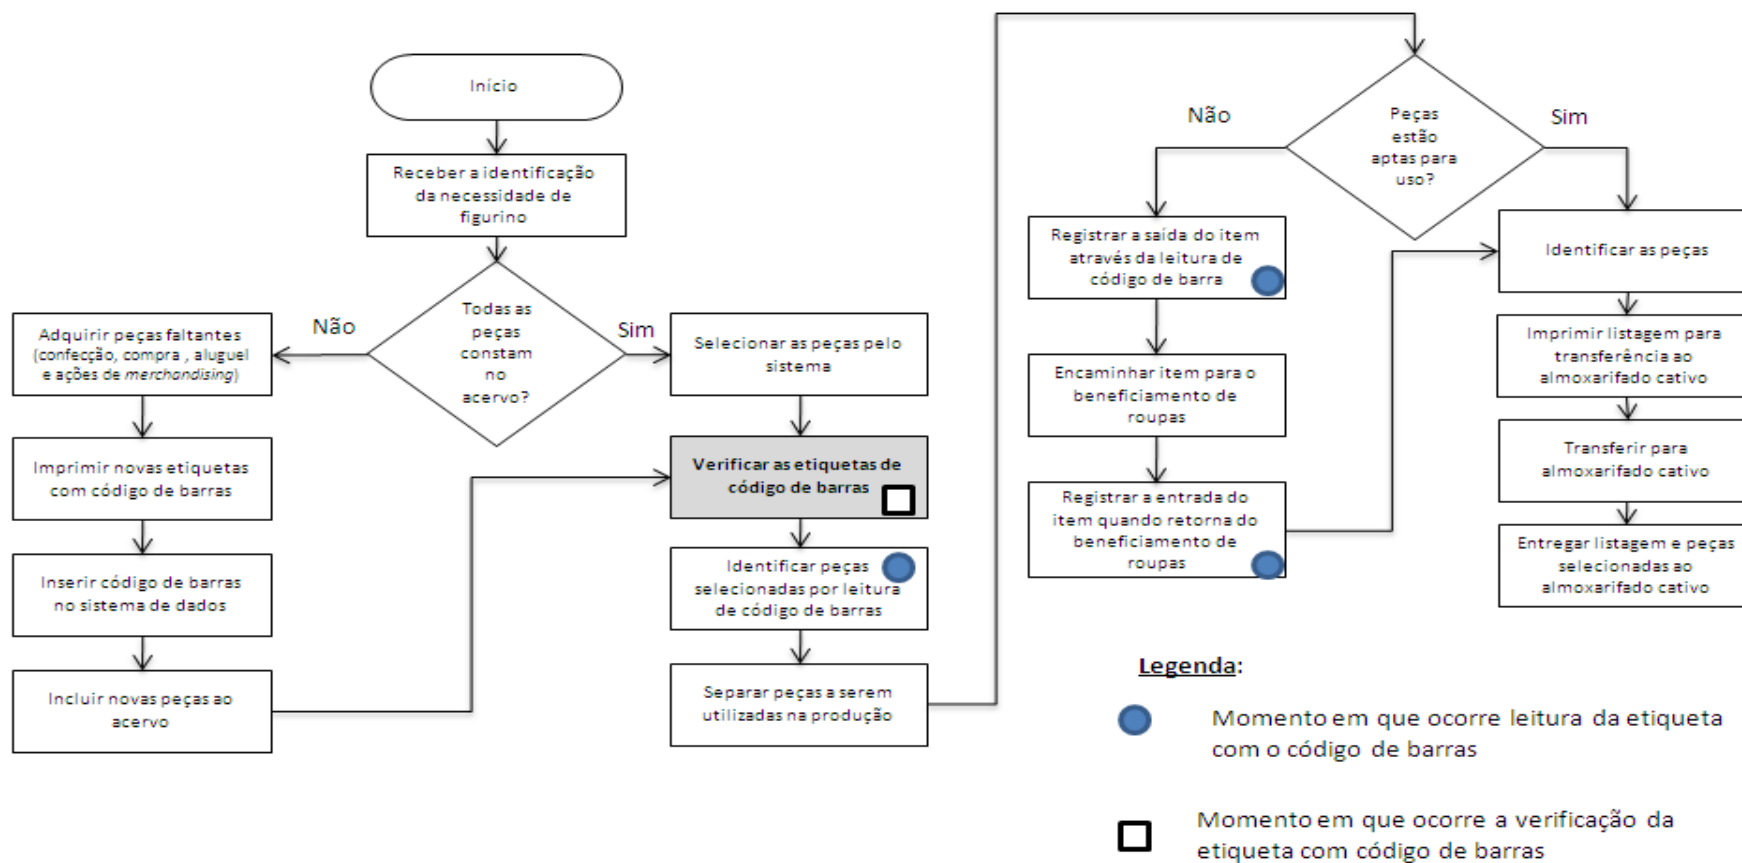 Início
Receber a identificação
da necessidade de
figurino
Todas as
peças
constam
no
acervo?
Não
Sim
Adquirir peças faltantes
(confecção, compra , aluguel
e ações de merchandising)
Imprimir novas etiquetas
com código de barras
Inserir código de barras
no sistema de dados
Incluir novas peças ao
acervo
Selecionar as peças pelo
sistema
Verificar as etiquetas de
código de barras
Identificar peças
selecionadas por leitura
de código de barras
Separar peças a serem
utilizadas na produção
Peças
estão
aptas para
uso?
Não
Sim
Registrar a saída do item
através da leitura de
código de barra
Encaminhar item para o
beneficiamento de
roupas
Registrar a entrada do
item quando retorna do
beneficiamento de
roupas
Identificar as peças
Imprimir listagem para
transferência ao
almoxarifado cativo
Transferir para
almoxarifado cativo
Entregar listagem e peças
selecionadas ao
almoxarifado cativo
Legenda:
Momento em que ocorre leitura da etiqueta
com o código de barras
Momento em que ocorre a verificação da
etiqueta com código de barras